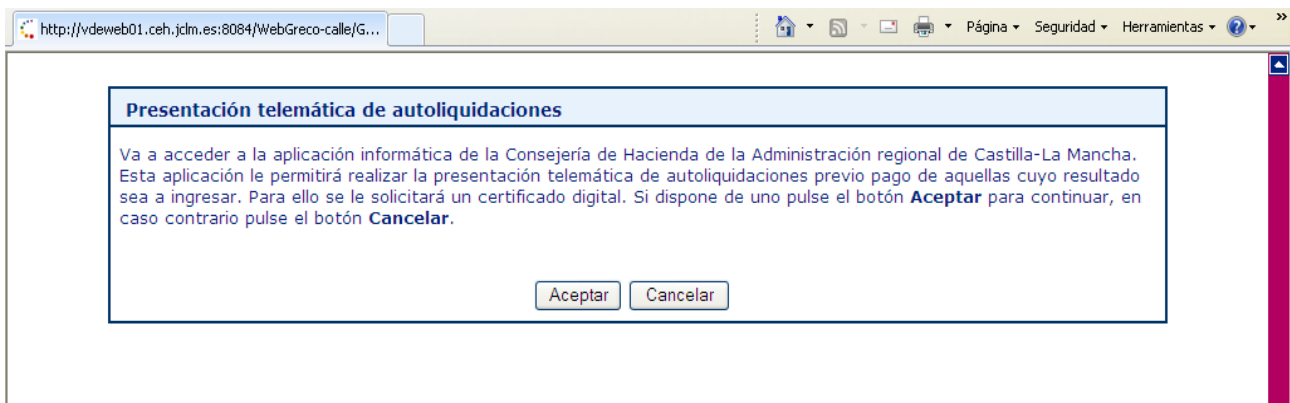 http://vdeweb01.ceh.jclm.es:8084/WebGreco-calle/G...
Página Seguridad Herramientas »
Presentación telemática de autoliquidaciones
Va a acceder a la aplicación informática de la Consejería de Hacienda de la Administración regional de Castilla-La Mancha.
Esta aplicación le permitirá realizar la presentación telemática de autoliquidaciones previo pago de aquellas cuyo resultado
sea a ingresar. Para ello se le solicitará un certificado digital. Si dispone de uno pulse el botón Aceptar para continuar, en
caso contrario pulse el botón Cancelar.
Aceptar Cancelar